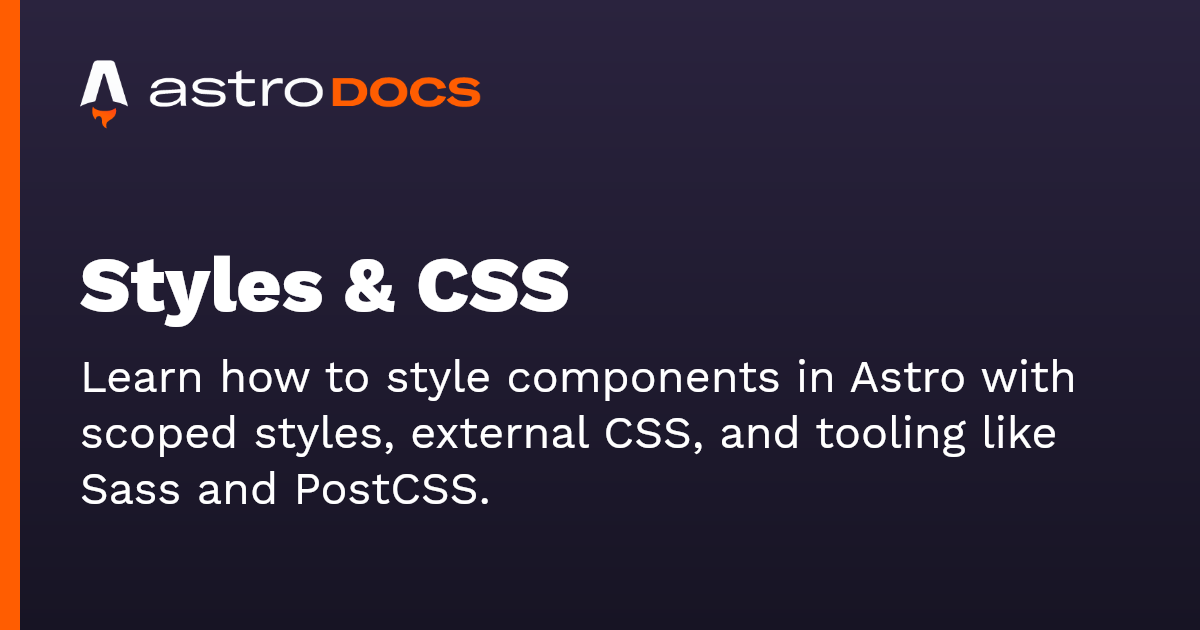 astro DOCS
Styles & CSS
Learn how to style components in Astro with
scoped styles, external CSS, and tooling like
Sass and PostCSS.